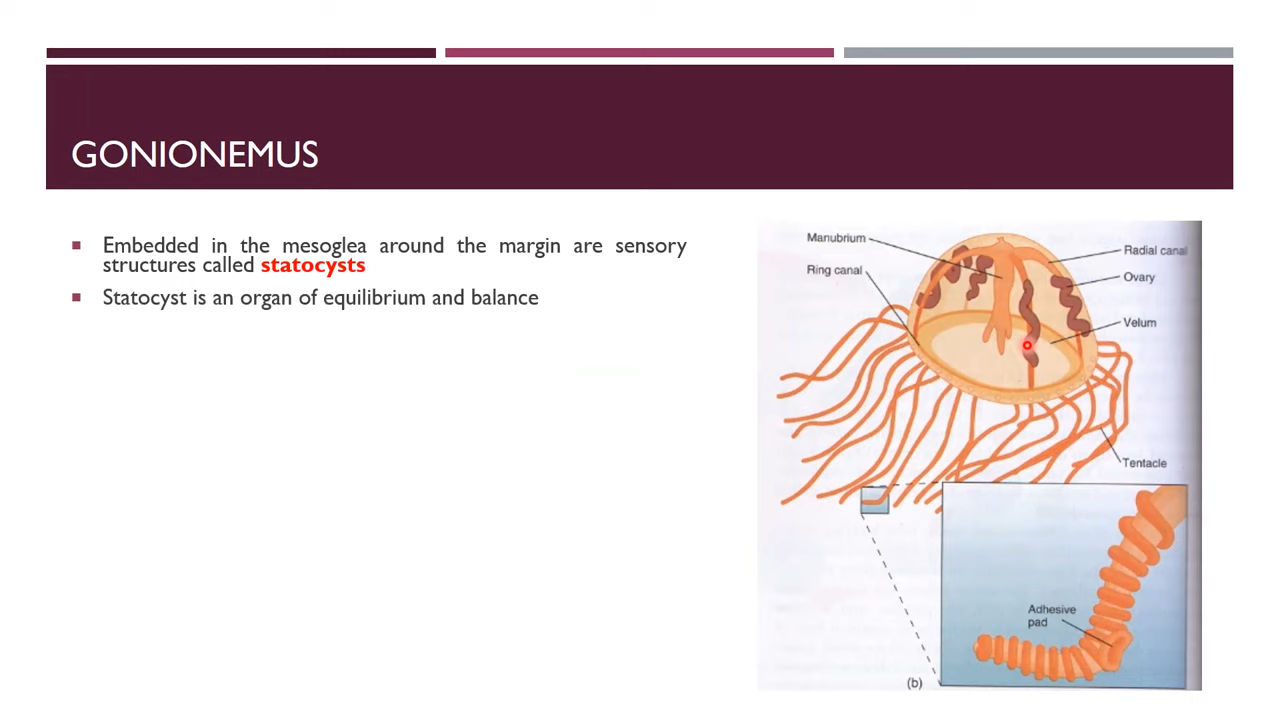 GONIONEMUS
Embedded in the mesoglea around the margin are sensory
structures called statocysts
Statocyst is an organ of equilibrium and balance
Manubrium
Ring canal
Radial canal
Ovary
Velum
Tentacle
Adhesive
pad
(b)